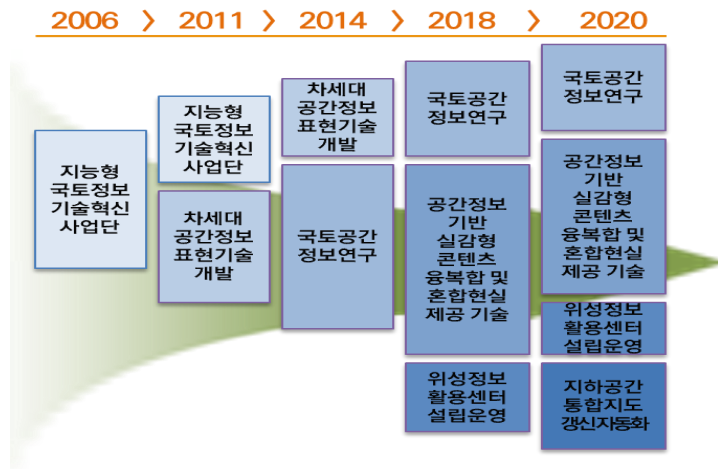 2006 > 2011 > 2014 > 2018 > 2020
지능형
국토정보
기술혁신
사업단
지능형
국토정보
기술혁신
사업단
차세대
공간정보
표현기술
개발
차세대
공간정보
표현기술
개발
국토공간
정보연구
국토공간
정보연구
공간정보
기반
실감형
콘텐츠
융복합 및
혼합현실
제공 기술
위성정보
활용센터
설립운영
국토공간
정보연구
공간정보
기반
실감형
콘텐츠
융복합 및
혼합현실
제공 기술
위성정보
활용센터
설립운영
지하공간
통합지도
갱신자동화